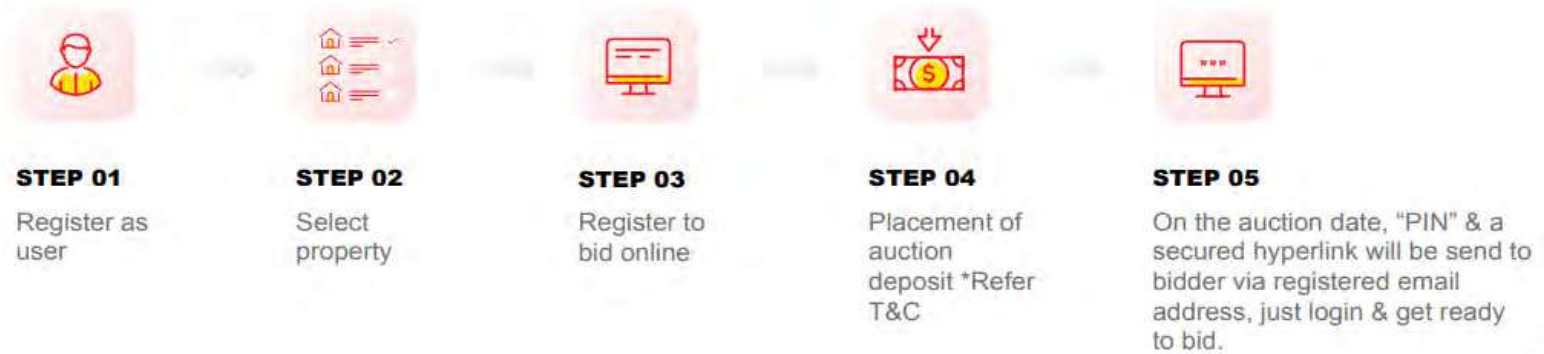 STEP 01
Register as
user
STEP 02
Select
property
STEP 03
Register to
bid online
STEP 04
Placement of
auction
deposit *Refer
T&C
STEP 05
On the auction date, “PIN” & a
secured hyperlink will be send to
bidder via registered email
address, just login & get ready
to bid.